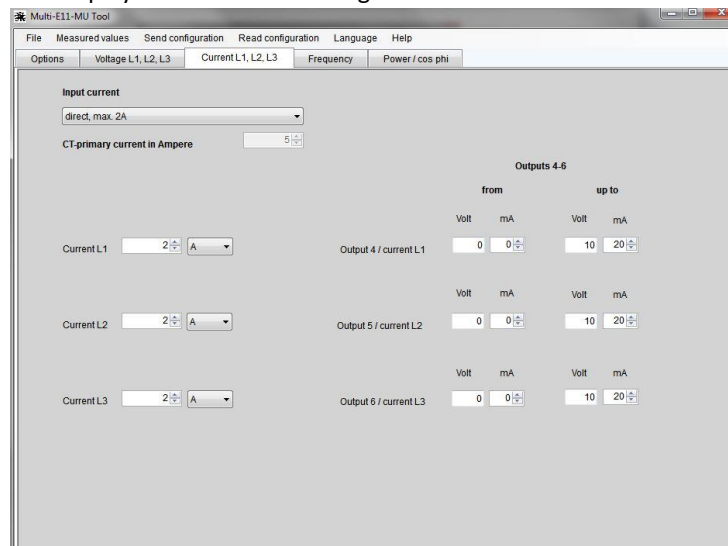 Multi-E11-MU Tool
File Measured values Send configuration Read configuration Language Help
Options Voltage L1, L2, L3 Current L1, L2, L3 Frequency Power / cos phi
Input current
direct, max. 2A
CT-primary current in Ampere 5
Outputs 4-6
from up to
Volt mA Volt mA
Current L1 2 A Output 4 / current L1 0 0 10 20
Volt mA Volt mA
Current L2 2 A Output 5 / current L2 0 0 10 20
Volt mA Volt mA
Current L3 2 A Output 6 / current L3 0 0 10 20